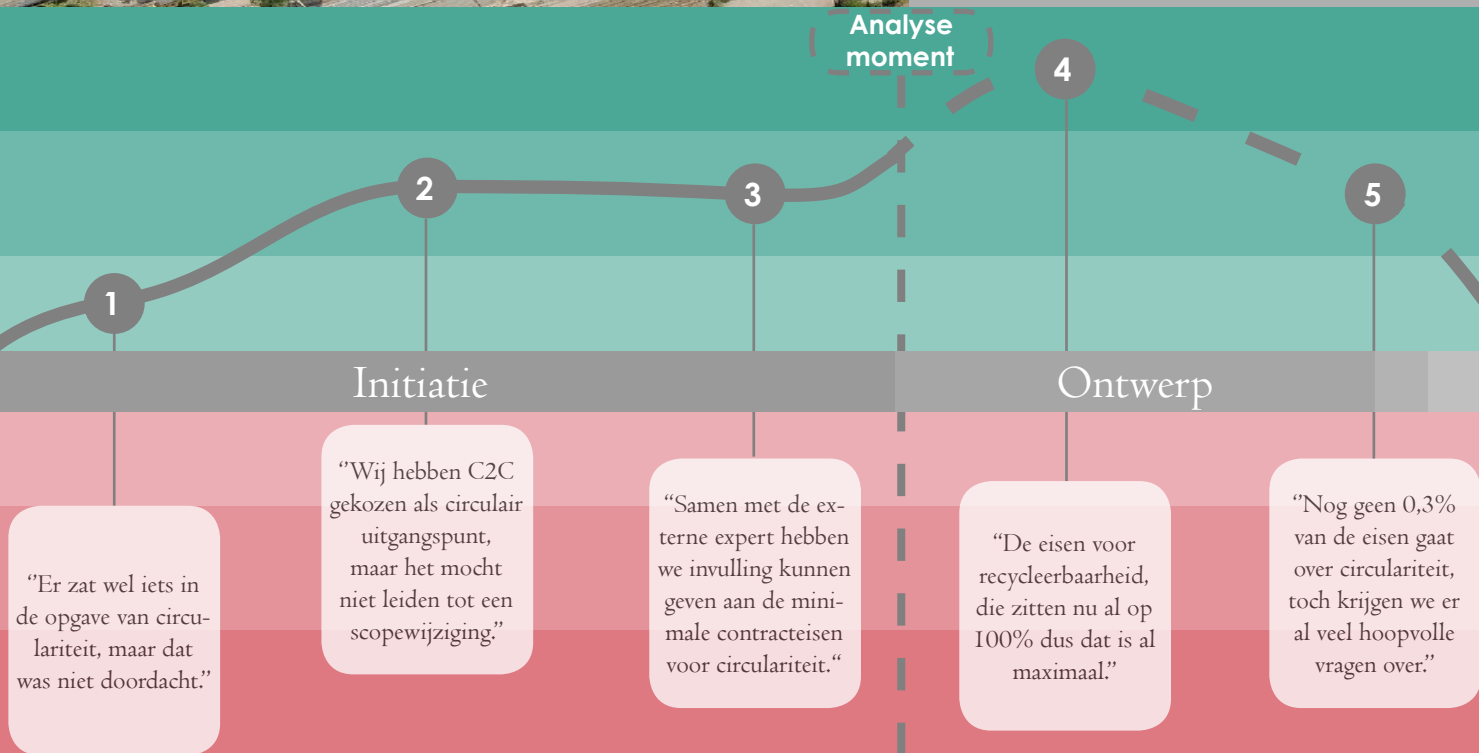 Analyse
moment
4
2
3
5
1
Initiatie
Ontwerp
‘’Er zat wel iets in
de opgave van circu-
lariteit, maar dat
was niet doordacht.’’
‘’Wij hebben C2C
gekozen als circulair
uitgangspunt,
maar het mocht
niet leiden tot een
scopewijziging.’’
“Samen met de ex-
terne expert hebben
we invulling kunnen
geven aan de mini-
male contracteisen
voor circulariteit.“
“De eisen voor
recycleerbaarheid,
die zitten nu al op
100% dus dat is al
maximaal.”
‘’Nog geen 0,3%
van de eisen gaat
over circulariteit,
toch krijgen we er
al veel hoopvolle
vragen over.’’